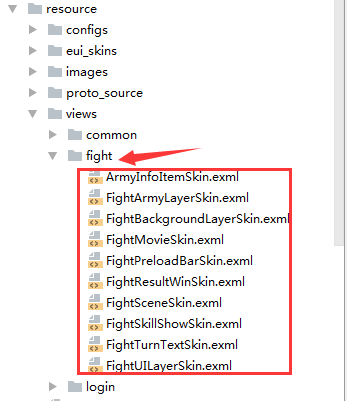 resource
configs
eui_skins
images
proto_source
views
common
fight
ArmyInfoItemSkin.exml
FightArmyLayerSkin.exml
FightBackgroundLayerSkin.exml
FightMovieSkin.exml
FightPreloadBarSkin.exml
FightResultWinSkin.exml
FightSceneSkin.exml
FightSkillShowSkin.exml
FightTurnTextSkin.exml
FightUILayerSkin.exml
login